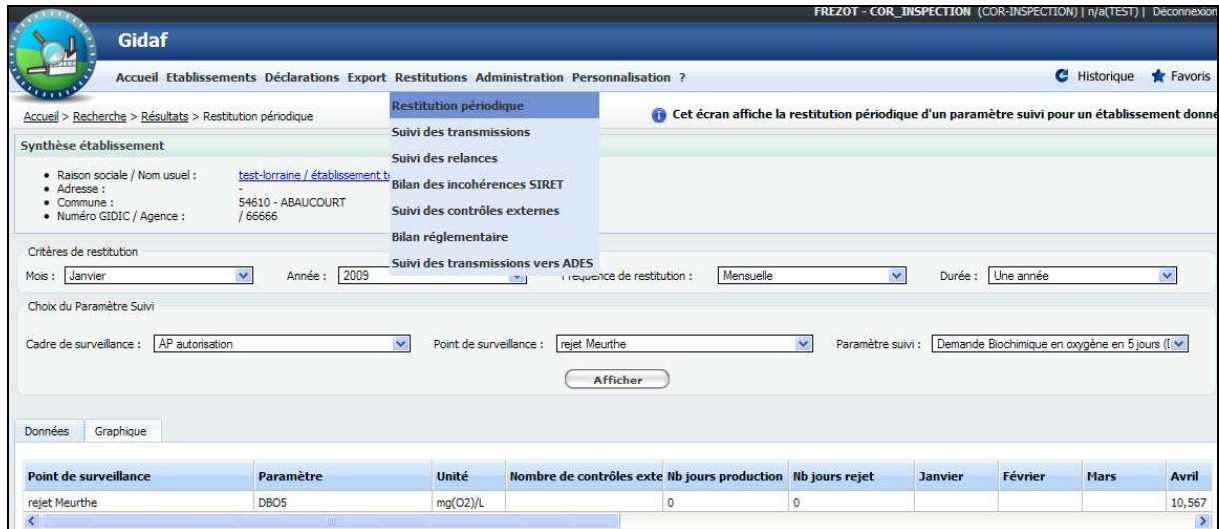 FREZOT - COR_INSPECTION (COR-INSPECTION) | n/a(TEST) | Déconnexion
Gidaf
Accueil Etablissements Déclarations Export Restitutions Administration Personnalisation ? Historique Favoris
Restitution périodique
Suivi des transmissions
Suivi des relances
Bilan des incohérences SIRET
Suivi des contrôles externes
Bilan réglementaire
Suivi des transmissions vers ADES
Accueil > Recherche > Résultats > Restitution périodique
Cet écran affiche la restitution périodique d'un paramètre suivi pour un établissement donné
Synthèse établissement
• Raison sociale / Nom usuel : test-lorraine / établissement
• Adresse : -
• Commune : 54610 - ABAUCOURT
• Numéro GIDIC / Agence : / 66666
Critères de restitution
Mois : Janvier Année : 2009 Fréquence de restitution : Mensuelle Durée : Une année
Choix du Paramètre Suivi
Cadre de surveillance : AP autorisation Point de surveillance : rejet Meurthe Paramètre suivi : Demande Biochimique en oxygène en 5 jours (
Afficher
Données Graphique
Point de surveillance Paramètre Unité Nombre de contrôles exte Nb jours production Nb jours rejet Janvier Février Mars Avril
rejet Meurthe DBO5 mg(O2)/L 0 0 10,567